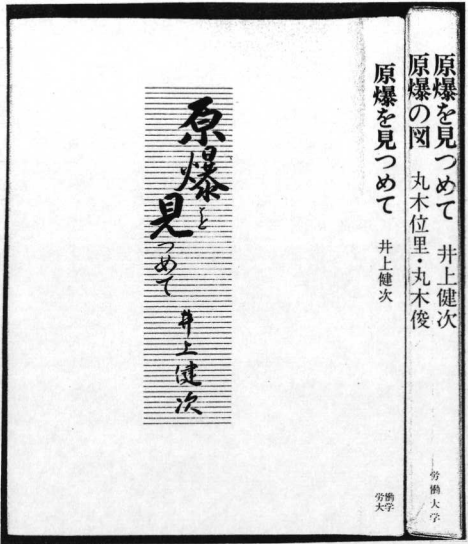 原爆を
見つめて
井上健次
原爆を見つめて 井上健次
労働
大学
原爆を見つめて 井上健次
原爆の図 丸木位里・丸木俊
労働大学